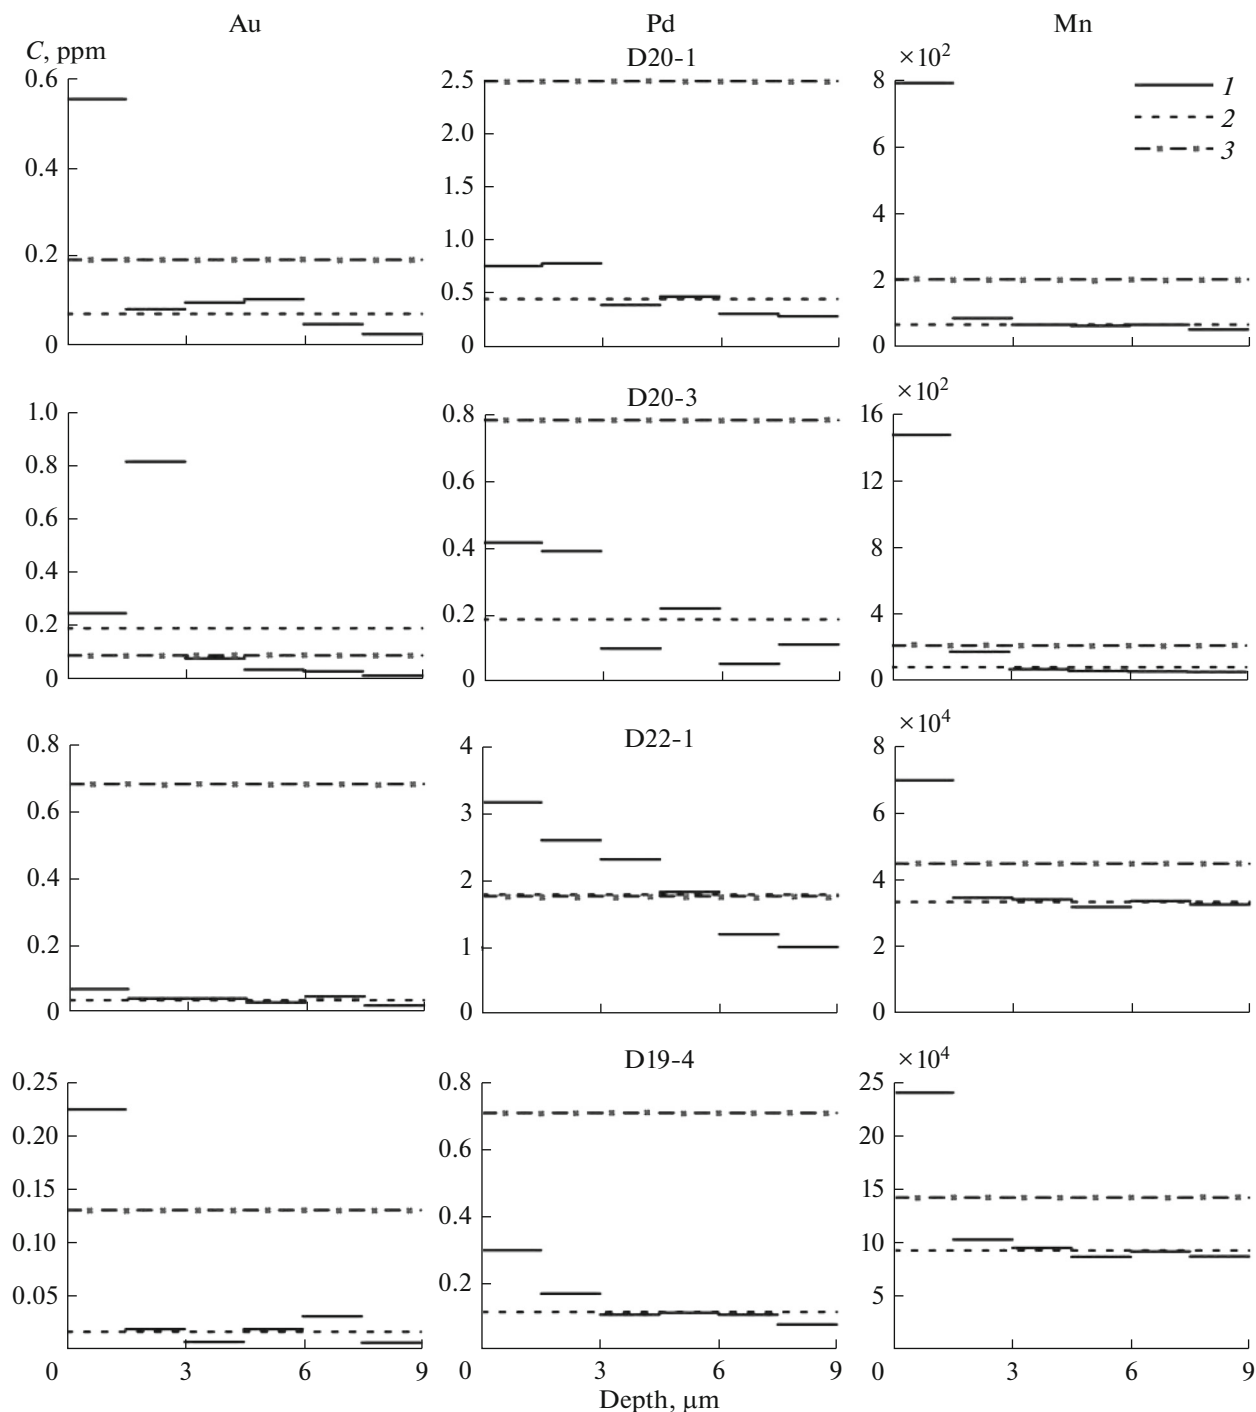 Au Pd Mn
C, ppm D20-1 ×10²
0.6 2.5 8 1
2.0 2
0.4 6 3
1.5
4
0.2 1.0
2
0.5
0 0 0
D20-3 ×10²
1.0 0.8 16
0.8 0.6 12
0.6
0.4 8
0.4
0.2 4
0.2
0 0 0
D22-1 ×10⁴
0.8 4 8
0.6 3 6
0.4 2 4
0.2 1 2
0 0 0
D19-4 ×10⁴
0.25 0.8 25
0.20 0.6 20
0.15 15
0.4
0.10 10
0.2
0.05 5
0 3 6 9 0 3 6 9 0 3 6 9
Depth, μm